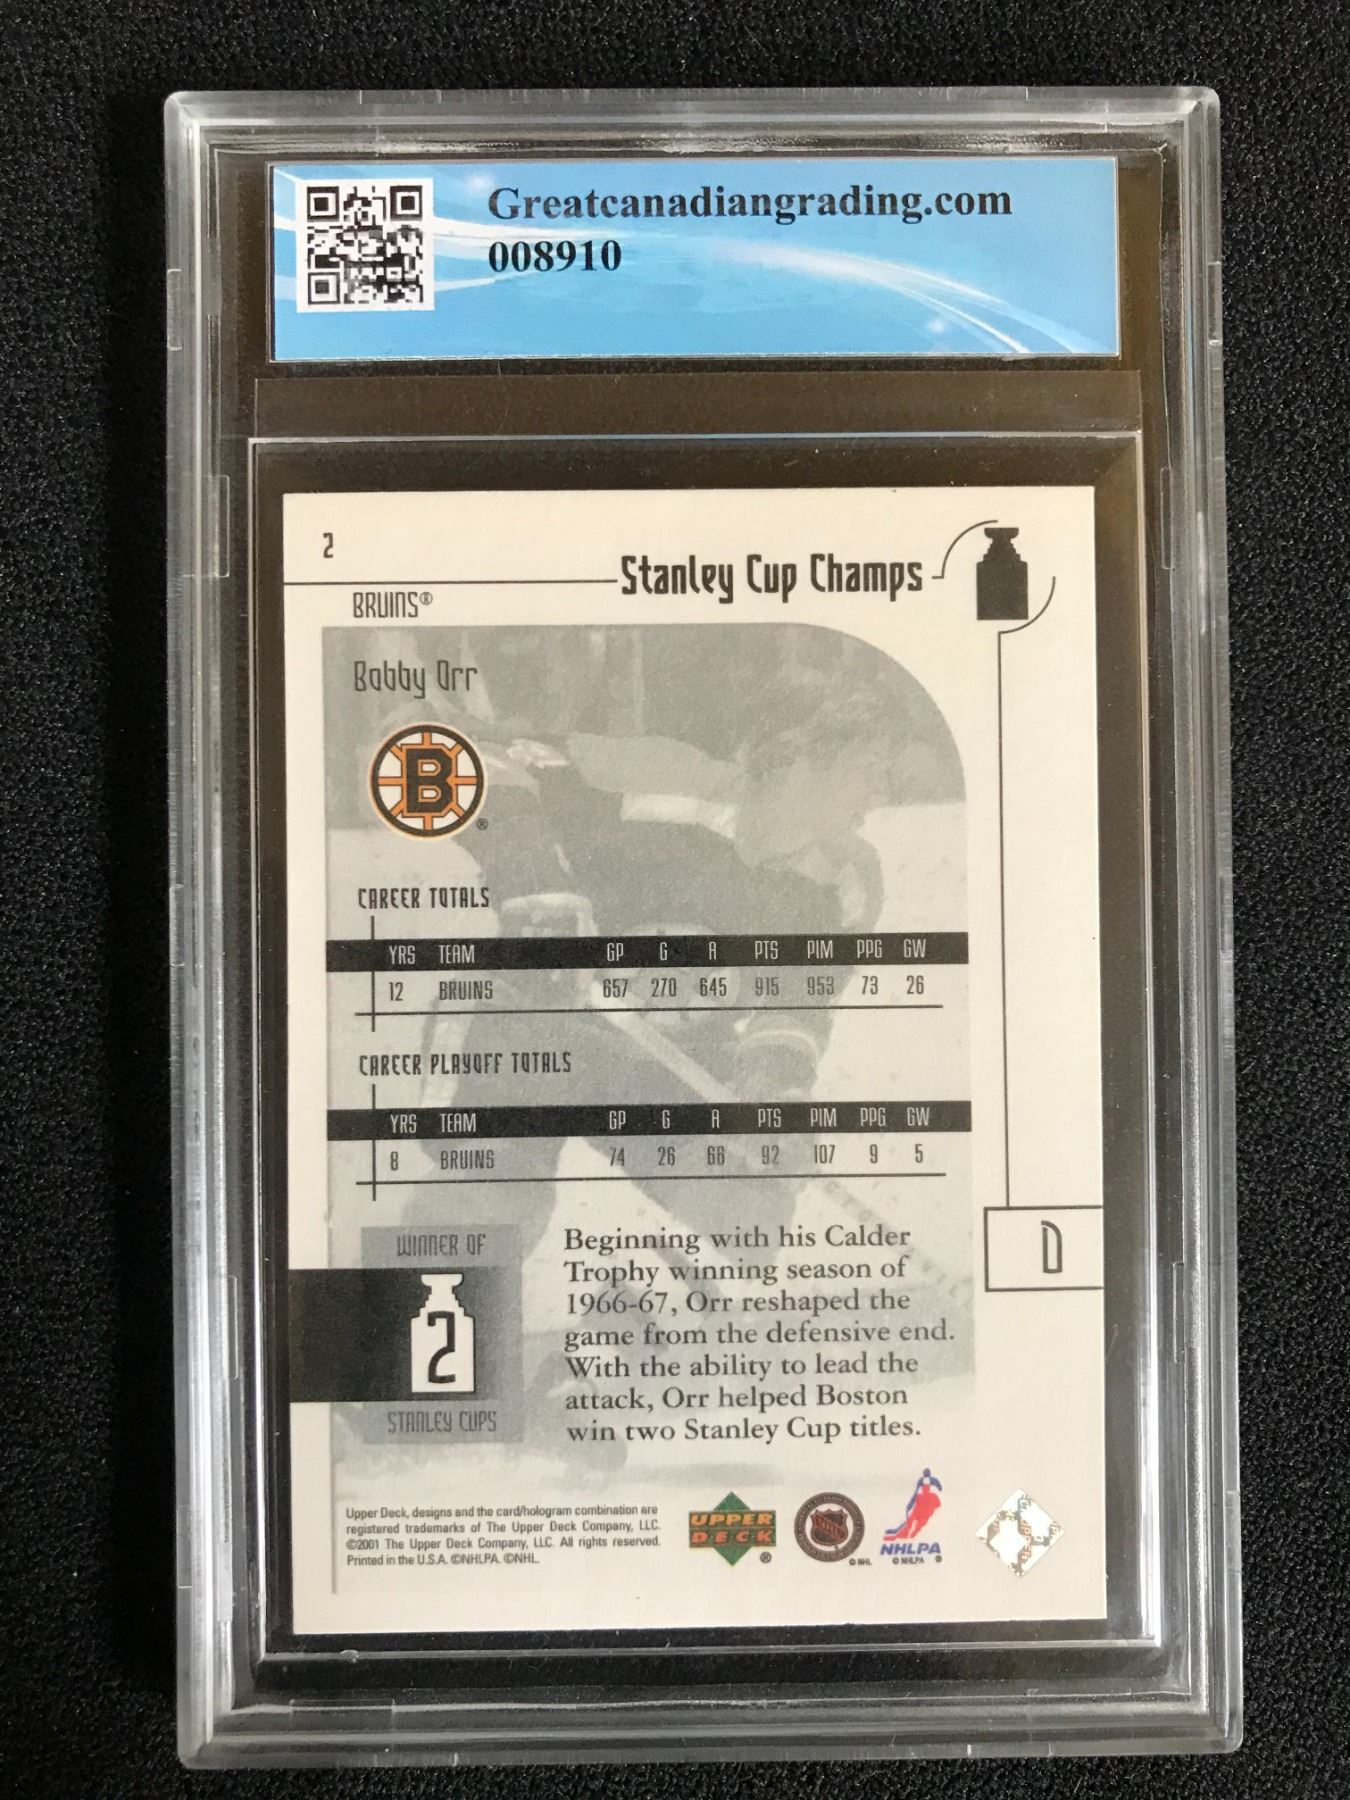 Greatcanadiangrading.com
008910
2
Stanley Cup Champs
BRUINS®
Bobby Orr
B ®
CAREER TOTALS
YRS TEAM GP G A PTS PIM PPG GW
12 BRUINS 657 270 645 915 953 73 26
CAREER PLAYOFF TOTALS
YRS TEAM GP G A PTS PIM PPG GW
8 BRUINS 74 26 66 92 107 9 5
WINNER OF
2
STANLEY CUPS
Beginning with his Calder
Trophy winning season of
1966-67, Orr reshaped the
game from the defensive end.
With the ability to lead the
attack, Orr helped Boston
win two Stanley Cup titles.
D
Upper Deck, designs and the card/hologram combination are
registered trademarks of The Upper Deck Company, LLC.
©2001 The Upper Deck Company, LLC. All rights reserved.
Printed in the U.S.A. ©NHLPA. ©NHL.
UPPER
DECK
®
© NHL
NHLPA
© NHLPA ®